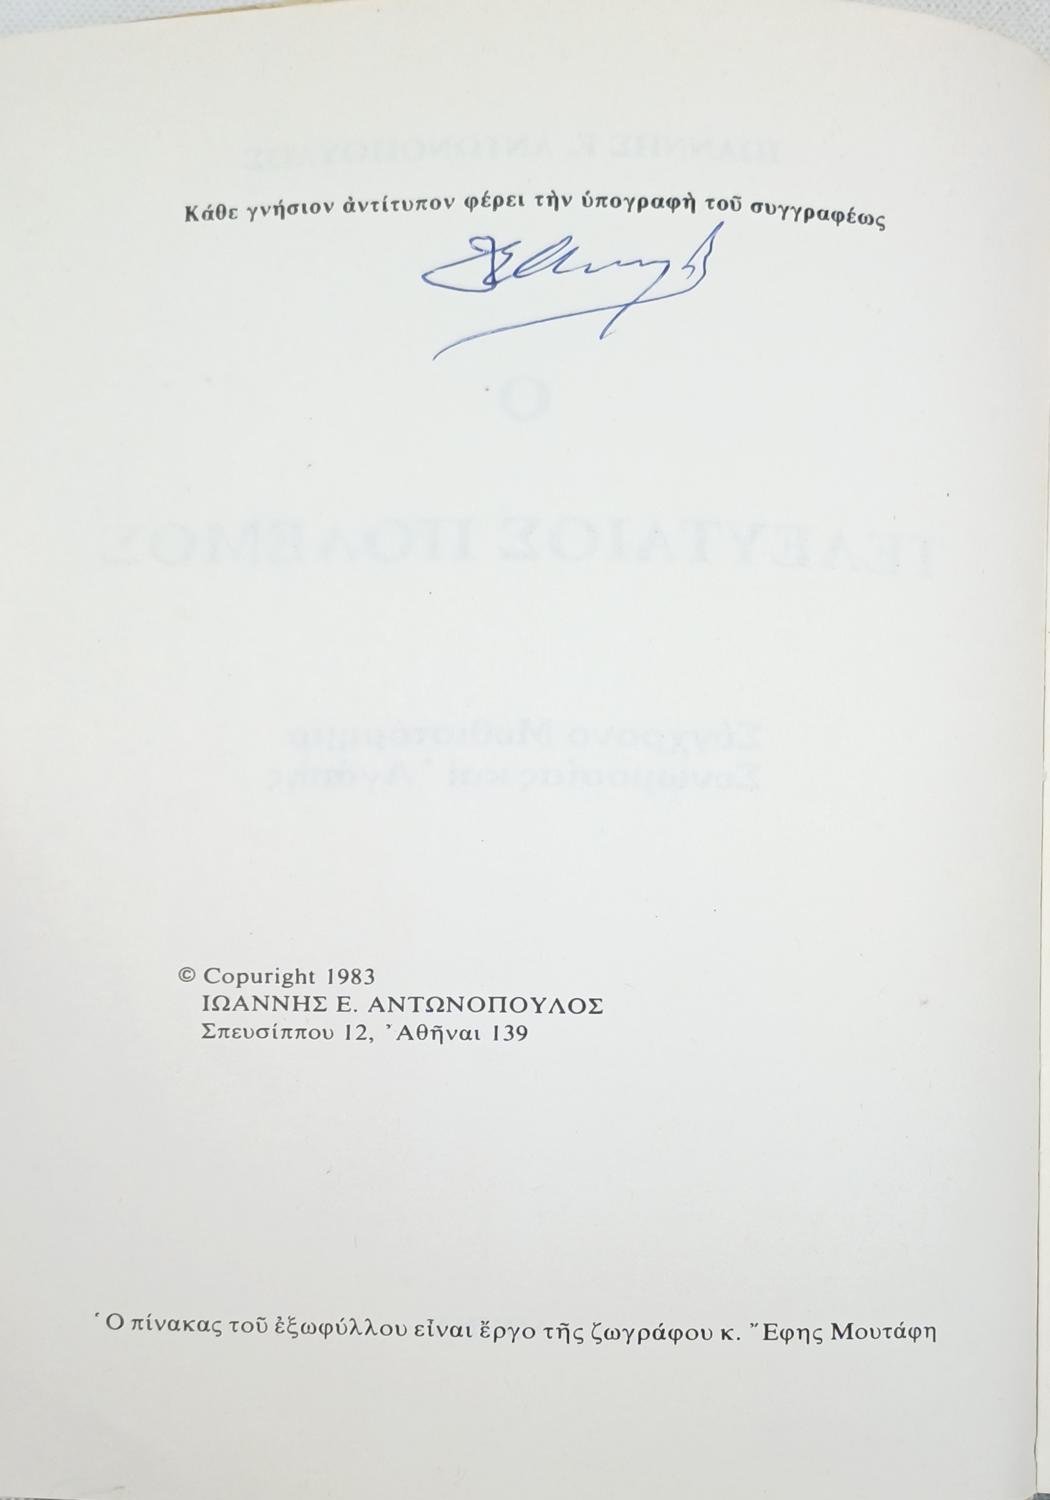 Κάθε γνήσιον ἀντίτυπον φέρει τὴν ὑπογραφὴ τοῦ συγγραφέως
© Copuright 1983
ΙΩΑΝΝΗΣ Ε. ΑΝΤΩΝΟΠΟΥΛΟΣ
Σπευσίππου 12, Ἀθῆναι 139
Ὁ πίνακας τοῦ ἐξωφύλλου εἶναι ἔργο τῆς ζωγράφου κ. Ἔφης Μουτάφη